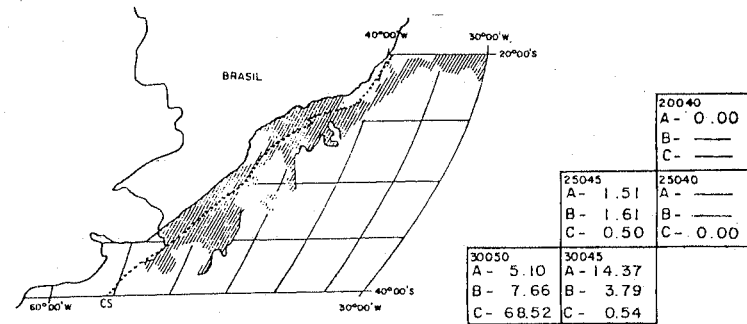 40°00'W
30°00'W
20°00'S
BRASIL
20040
A- 0.00
B- ——
C- ——
25045
A- 1.51
B- 1.61
C- 0.50
25040
A- ——
B- ——
C- 0.00
30050
A- 5.10
B- 7.66
C- 68.52
30045
A- 14.37
B- 3.79
C- 0.54
60°00'W
CS
30°00'W
40°00'S